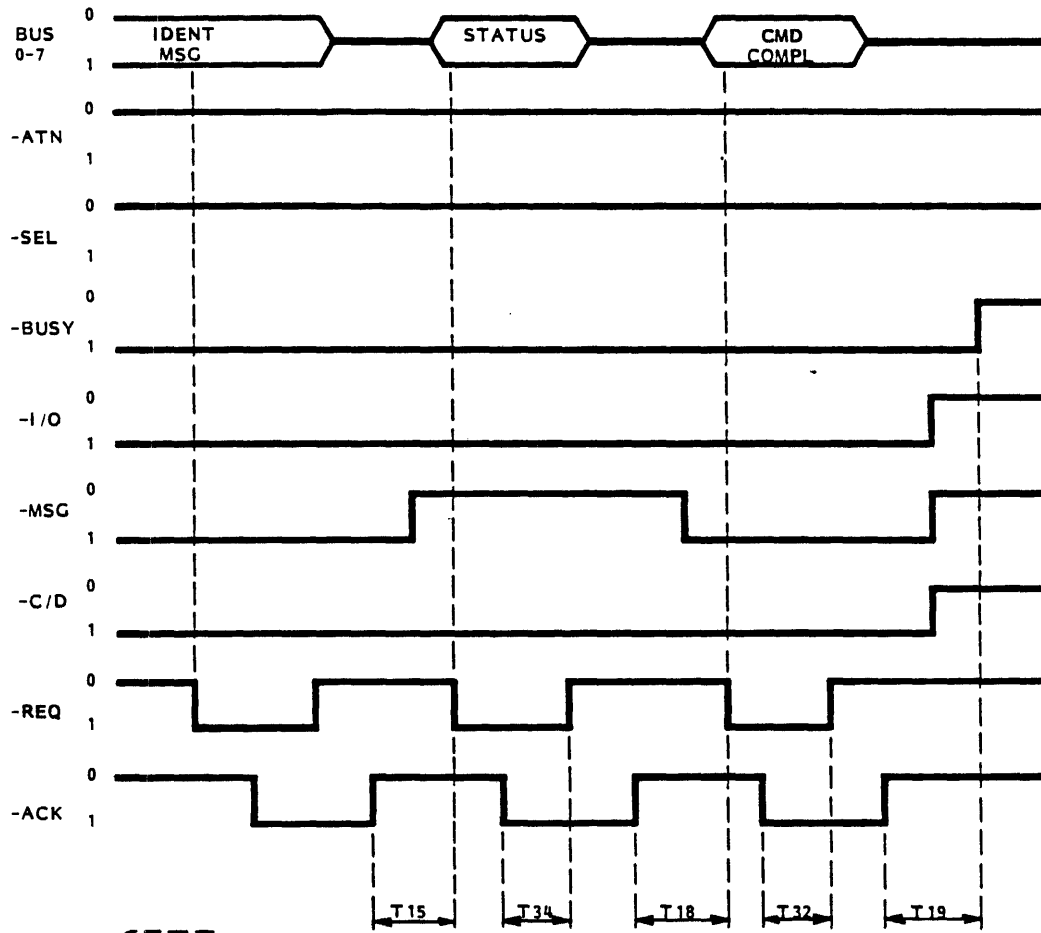 BUS
0-7
0
1
IDENT
MSG
STATUS
CMD
COMPL
-ATN
0
1
-SEL
0
1
-BUSY
0
1
-I/O
0
1
-MSG
0
1
-C/D
0
1
-REQ
0
1
-ACK
0
1
T15
T34
T18
T32
T19